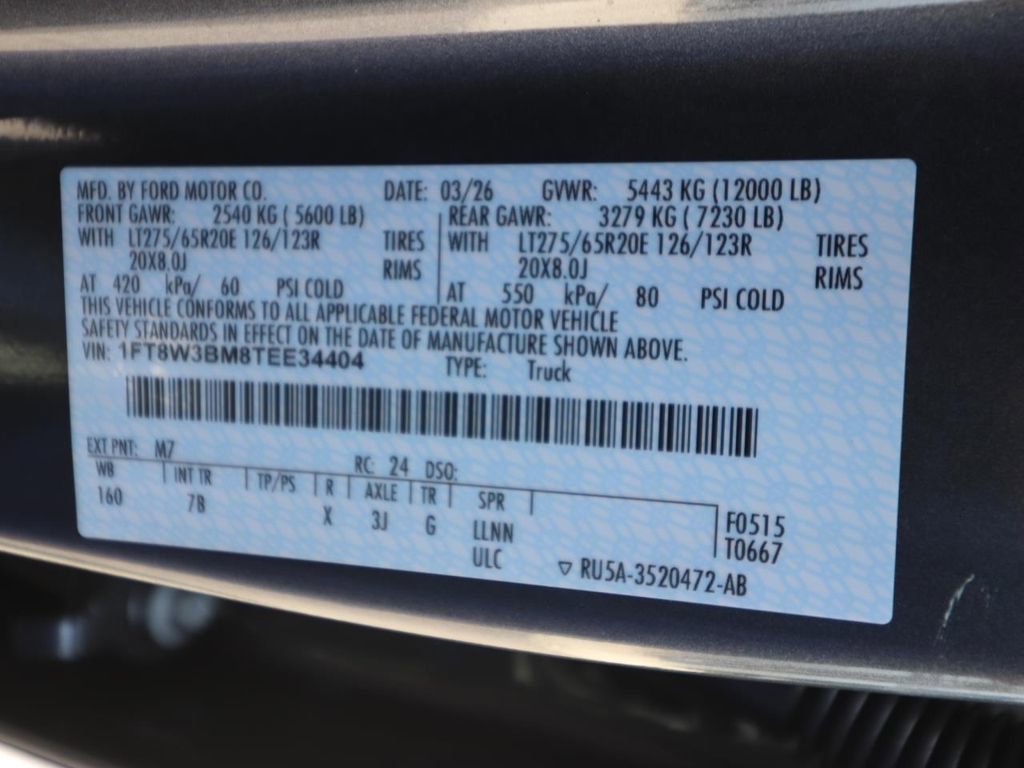 MFD. BY FORD MOTOR CO. DATE: 03/26 GVWR: 5443 KG (12000 LB)
FRONT GAWR: 2540 KG ( 5600 LB) REAR GAWR: 3279 KG ( 7230 LB)
WITH LT275/65R20E 126/123R TIRES WITH LT275/65R20E 126/123R TIRES
20X8.0J RIMS 20X8.0J RIMS
AT 420 kPa/ 60 PSI COLD AT 550 kPa/ 80 PSI COLD
THIS VEHICLE CONFORMS TO ALL APPLICABLE FEDERAL MOTOR VEHICLE
SAFETY STANDARDS IN EFFECT ON THE DATE OF MANUFACTURE SHOWN ABOVE.
VIN: 1FT8W3BM8TEE34404 TYPE: Truck
EXT PNT: M7 RC: 24 DSO:
WB INT TR TP/PS R AXLE TR SPR
160 7B X 3J G LLNN F0515
ULC T0667
▽ RU5A-3520472-AB